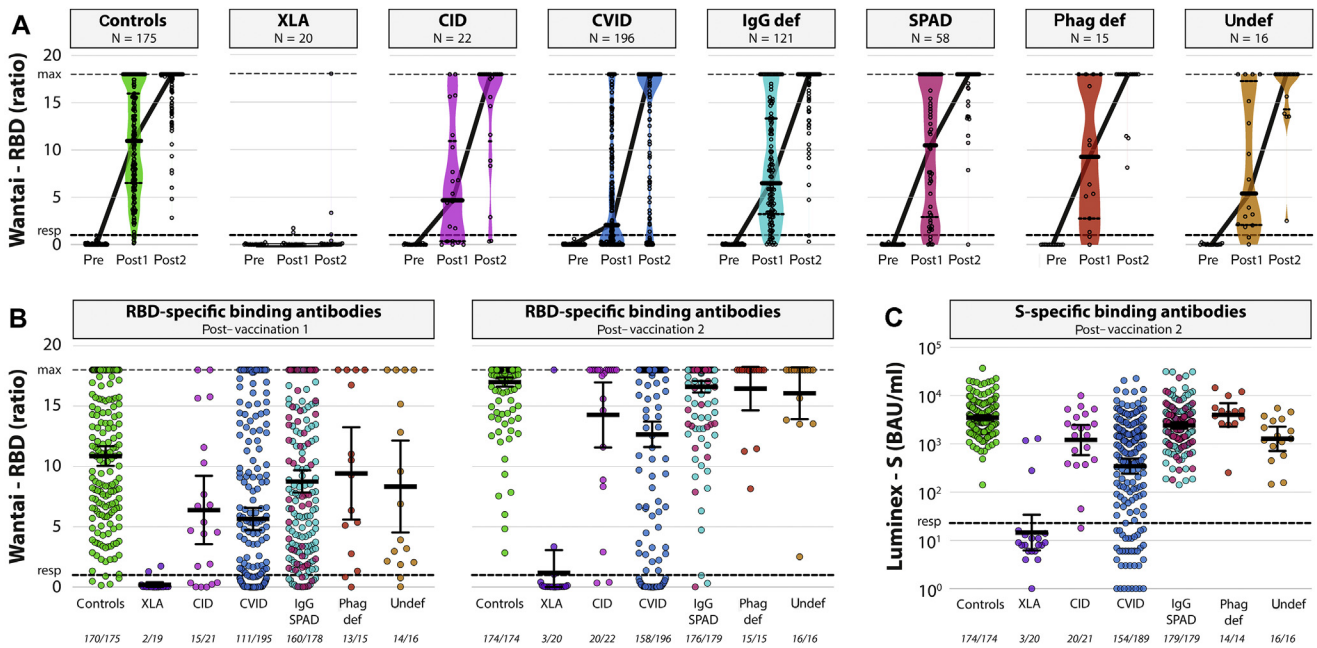 A
Controls
N = 175
XLA
N = 20
CID
N = 22
CVID
N = 196
IgG def
N = 121
SPAD
N = 58
Phag def
N = 15
Undef
N = 16
Wantai - RBD (ratio)
20
max
15
10
5
resp
0
Pre Post1 Post2
Pre Post1 Post2
Pre Post1 Post2
Pre Post1 Post2
Pre Post1 Post2
Pre Post1 Post2
Pre Post1 Post2
Pre Post1 Post2
B
RBD-specific binding antibodies
Post-vaccination 1
Wantai - RBD (ratio)
20
max
15
10
5
resp
0
Controls XLA CID CVID IgG SPAD Phag def Undef
170/175 2/19 15/21 111/195 160/178 13/15 14/16
RBD-specific binding antibodies
Post-vaccination 2
Controls XLA CID CVID IgG SPAD Phag def Undef
174/174 3/20 20/22 158/196 176/179 15/15 16/16
C
S-specific binding antibodies
Post-vaccination 2
Luminex - S (BAU/ml)
10⁵
10⁴
10³
10²
resp
10¹
10⁰
Controls XLA CID CVID IgG SPAD Phag def Undef
174/174 3/20 20/21 154/189 179/179 14/14 16/16